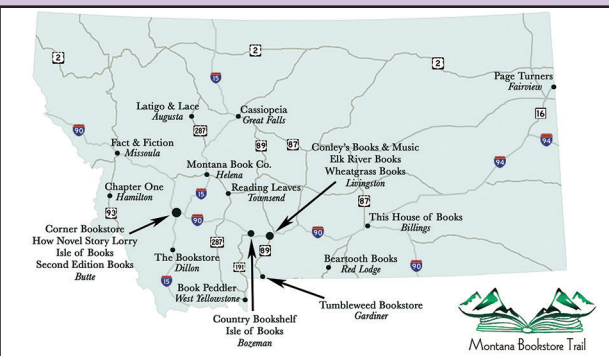 2
2
2
15
Page Turners
Fairview
16
Latigo & Lace
Augusta
Cassiopeia
Great Falls
90
287
89
87
94
94
Fact & Fiction
Missoula
Conley's Books & Music
Elk River Books
Wheatgrass Books
Livingston
Montana Book Co.
Helena
Chapter One
Hamilton
15
Reading Leaves
Townsend
87
93
90
This House of Books
Billings
Corner Bookstore
How Novel Story Lorry
Isle of Books
Second Edition Books
Butte
287
89
90
The Bookstore
Dillon
191
Beartooth Books
Red Lodge
90
15
Book Peddler
West Yellowstone
Tumbleweed Bookstore
Gardiner
Country Bookshelf
Isle of Books
Bozeman
Montana Bookstore Trail